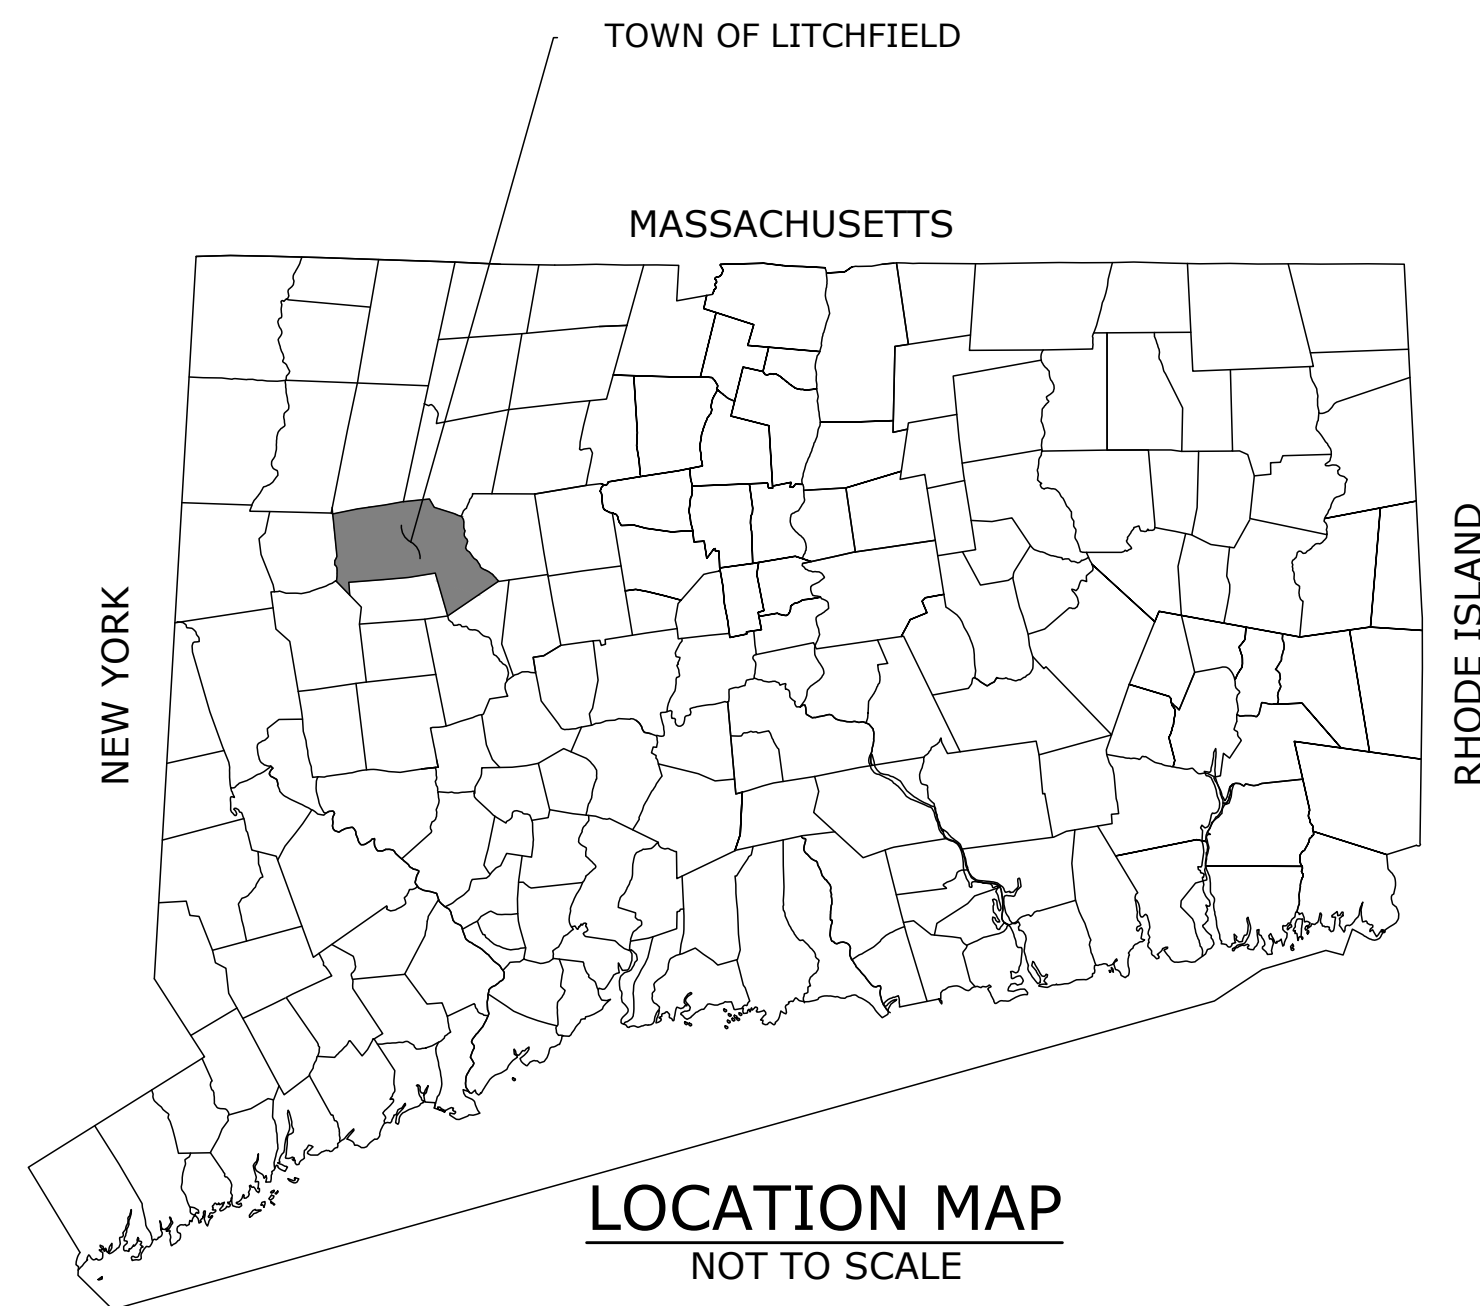 TOWN OF LITCHFIELD
MASSACHUSETTS
NEW YORK
RHODE ISLAND
LOCATION MAP
NOT TO SCALE